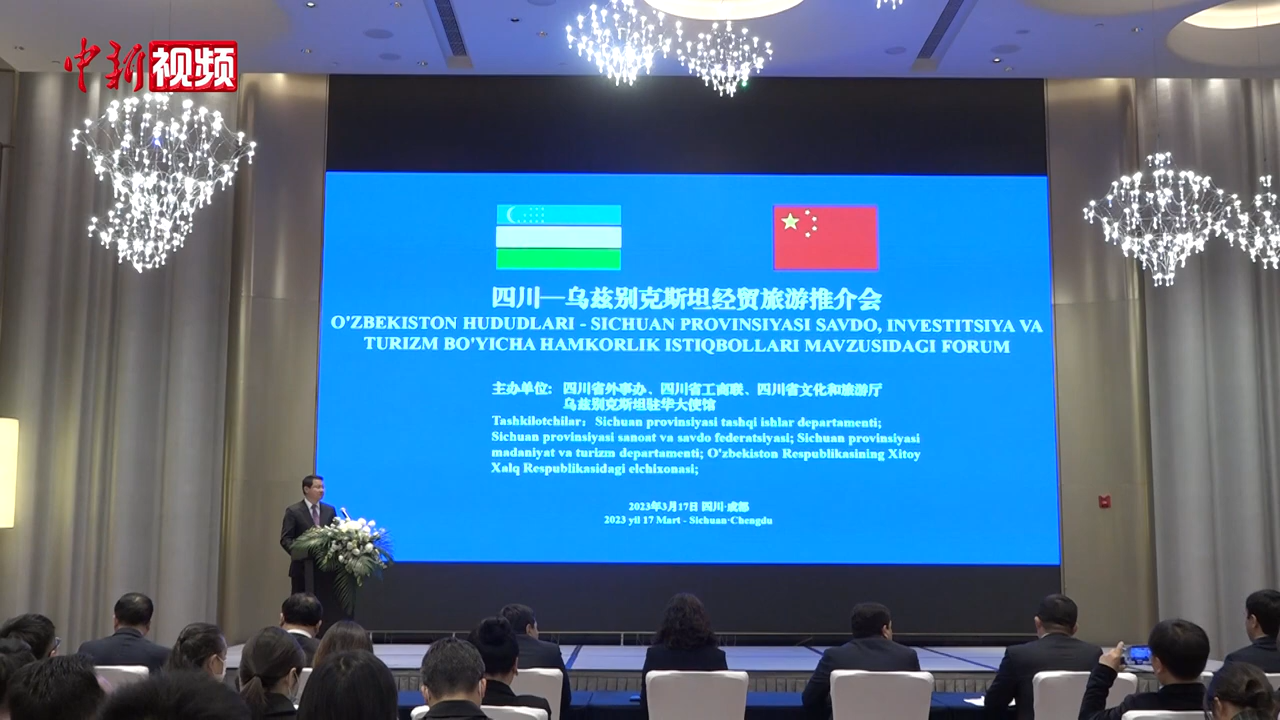 中新视频
四川—乌兹别克斯坦经贸旅游推介会
O'ZBEKISTON HUDUDLARI - SICHUAN PROVINSIYASI SAVDO, INVESTITSIYA VA
TURIZM BO'YICHA HAMKORLIK ISTIQBOLLARI MAVZUSIDAGI FORUM
主办单位: 四川省外事办、四川省工商联、四川省文化和旅游厅
乌兹别克斯坦驻华大使馆
Tashkilotchilar: Sichuan provinsiyasi tashqi ishlar departamenti;
Sichuan provinsiyasi sanoat va savdo federatsiyasi; Sichuan provinsiyasi
madaniyat va turizm departamenti; O'zbekiston Respublikasining Xitoy
Xalq Respublikasidagi elchixonasi;
2023年3月17日 四川·成都
2023 yil 17 Mart - Sichuan·Chengdu